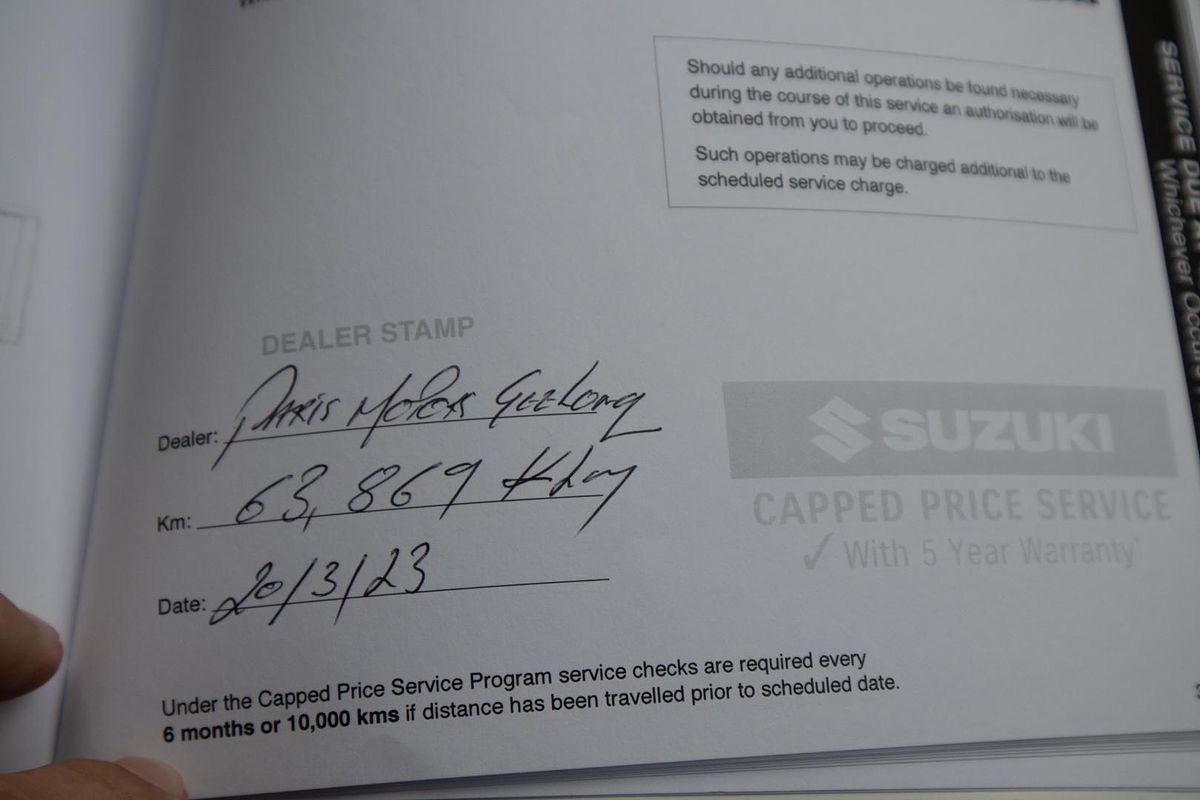 Should any additional operations be found necessary
during the course of this service an authorisation will be
obtained from you to proceed.
Such operations may be charged additional to the
scheduled service charge.
SERVICE DUE
Whichever Occurs
DEALER STAMP
Dealer: Parris Motors Geelong
Km: 63,869
Date: 20/3/23
SUZUKI
CAPPED PRICE SERVICE
✓ With 5 Year Warranty
Under the Capped Price Service Program service checks are required every
6 months or 10,000 kms if distance has been travelled prior to scheduled date.